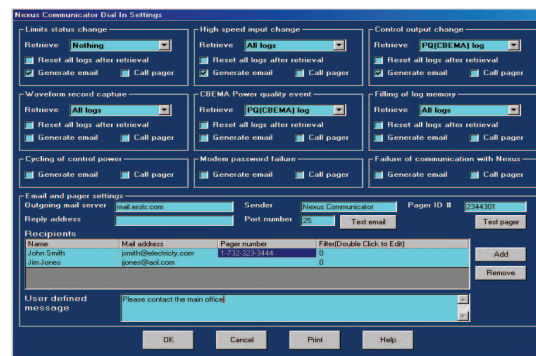 Nexus Communicator Dial In Settings
Limits status change
Retrieve Nothing
Reset all logs after retrieval
Generate email Call pager
High speed input change
Retrieve All logs
Reset all logs after retrieval
Generate email Call pager
Control output change
Retrieve PQ(CBEMA) log
Reset all logs after retrieval
Generate email Call pager
Waveform record capture
Retrieve All logs
Reset all logs after retrieval
Generate email Call pager
CBEMA Power quality event
Retrieve PQ(CBEMA) log
Reset all logs after retrieval
Generate email Call pager
Filling of log memory
Retrieve All logs
Reset all logs after retrieval
Generate email Call pager
Cycling of control power
Generate email Call pager
Modem password failure
Generate email Call pager
Failure of communication with Nexus
Generate email Call pager
Email and pager settings
Outgoing mail server mail.erols.com Sender Nexus Communicator Pager ID # 2344301
Reply address Port number 25 Test email Test pager
Recipients
Name Mail address Pager number Filter(Double Click to Edit)
John Smith jsmith@electricty.com 1-732-323-3444 0
Jim Jones jjones@aol.com 0
Add
Remove
User defined message Please contact the main office
OK Cancel Print Help